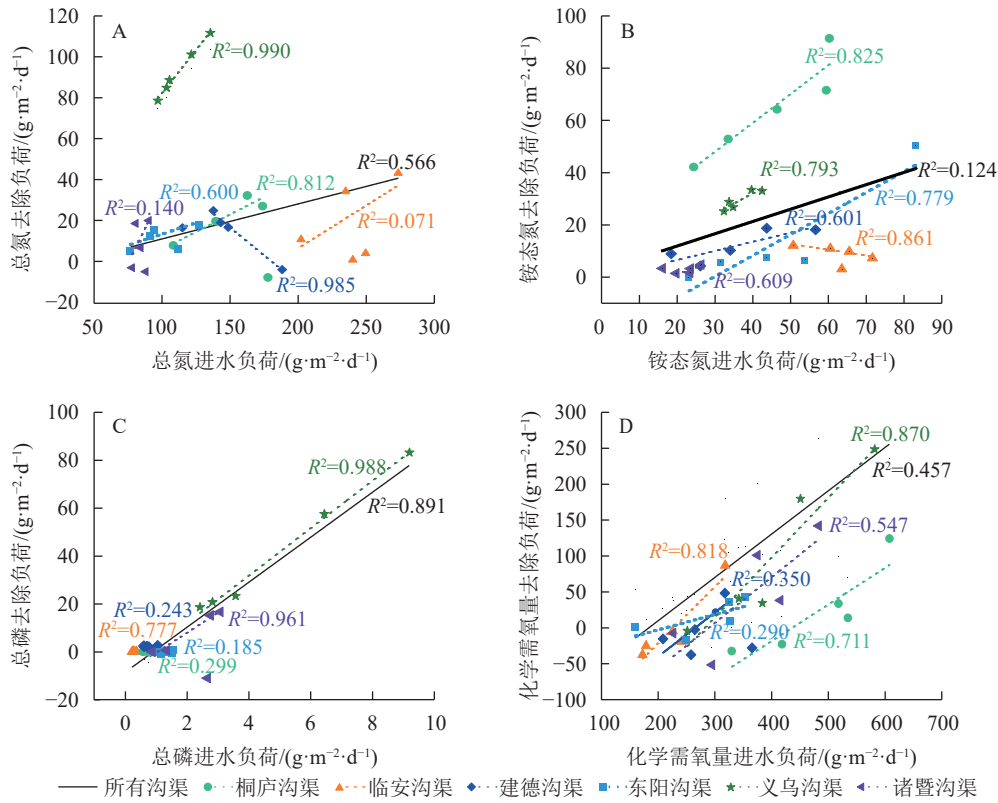 A
总氮去除负荷/(g·m⁻²·d⁻¹)
120
100
80
60
40
20
0
−20
R²=0.990
R²=0.566
R²=0.812
R²=0.600
R²=0.140
R²=0.071
R²=0.985
50 100 150 200 250 300
总氮进水负荷/(g·m⁻²·d⁻¹)
B
铵态氮去除负荷/(g·m⁻²·d⁻¹)
100
80
60
40
20
0
R²=0.825
R²=0.793
R²=0.124
R²=0.779
R²=0.601
R²=0.861
R²=0.609
0 10 20 30 40 50 60 70 80 90
铵态氮进水负荷/(g·m⁻²·d⁻¹)
C
总磷去除负荷/(g·m⁻²·d⁻¹)
100
80
60
40
20
0
−20
R²=0.988
R²=0.891
R²=0.243
R²=0.961
R²=0.777
R²=0.185
R²=0.299
0 2 4 6 8 10
总磷进水负荷/(g·m⁻²·d⁻¹)
D
化学需氧量去除负荷/(g·m⁻²·d⁻¹)
300
250
200
150
100
50
0
−50
−100
R²=0.870
R²=0.457
R²=0.547
R²=0.818
R²=0.350
R²=0.290
R²=0.711
100 200 300 400 500 600 700
化学需氧量进水负荷/(g·m⁻²·d⁻¹)
所有沟渠 桐庐沟渠 临安沟渠 建德沟渠 东阳沟渠 义乌沟渠 诸暨沟渠